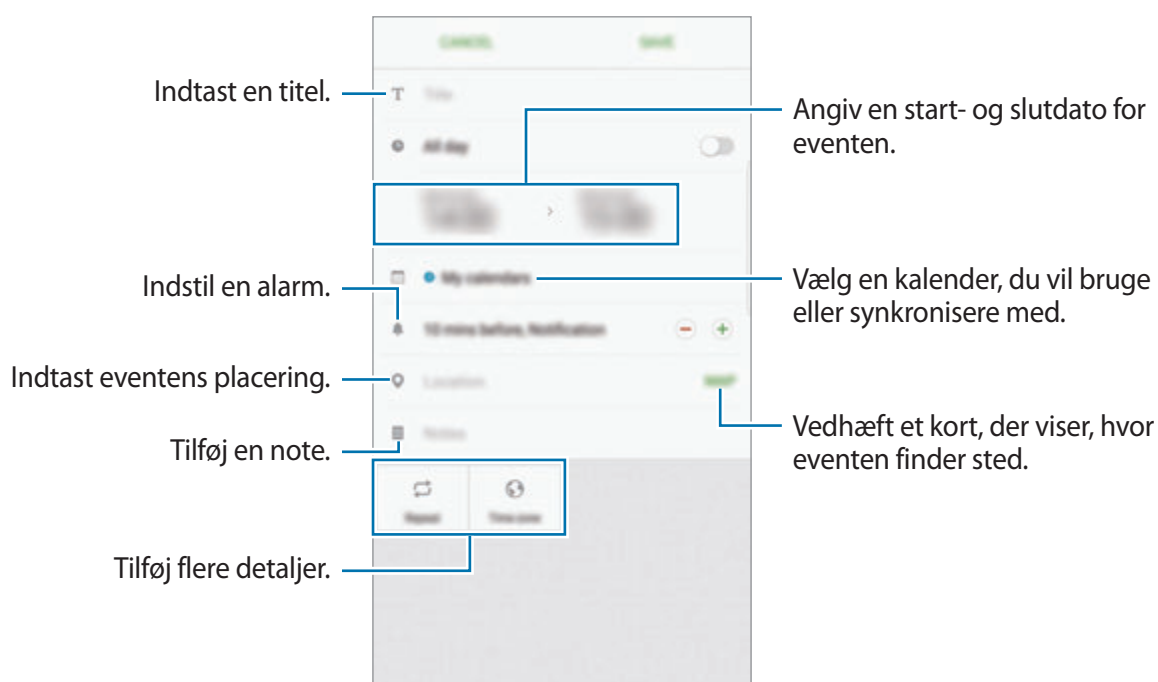 CANCEL
SAVE
Indtast en titel.
Title
Angiv en start- og slutdato for
eventen.
All day
Vælg en kalender, du vil bruge
eller synkronisere med.
My calendars
Indstil en alarm.
10 mins before, Notification
Indtast eventens placering.
Location
MAP
Vedhæft et kort, der viser, hvor
eventen finder sted.
Tilføj en note.
Notes
Repeat
Time zone
Tilføj flere detaljer.